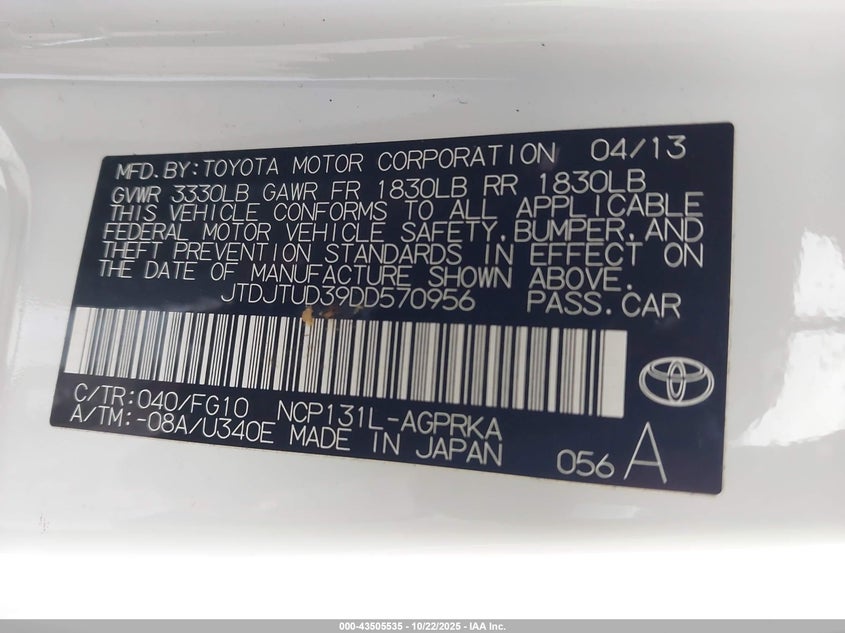 MFD.BY:TOYOTA MOTOR CORPORATION 04/13
GVWR 3330LB GAWR FR 1830LB RR 1830LB
THIS VEHICLE CONFORMS TO ALL APPLICABLE
FEDERAL MOTOR VEHICLE SAFETY,BUMPER,AND
THEFT PREVENTION STANDARDS IN EFFECT ON
THE DATE OF MANUFACTURE SHOWN ABOVE.
JTDJTUD39DD570956 PASS.CAR
C/TR:040/FG10 NCP131L-AGPRKA
A/TM:-08A/U340E MADE IN JAPAN 056 A
000-43505535 - 10/22/2025 - IAA Inc.